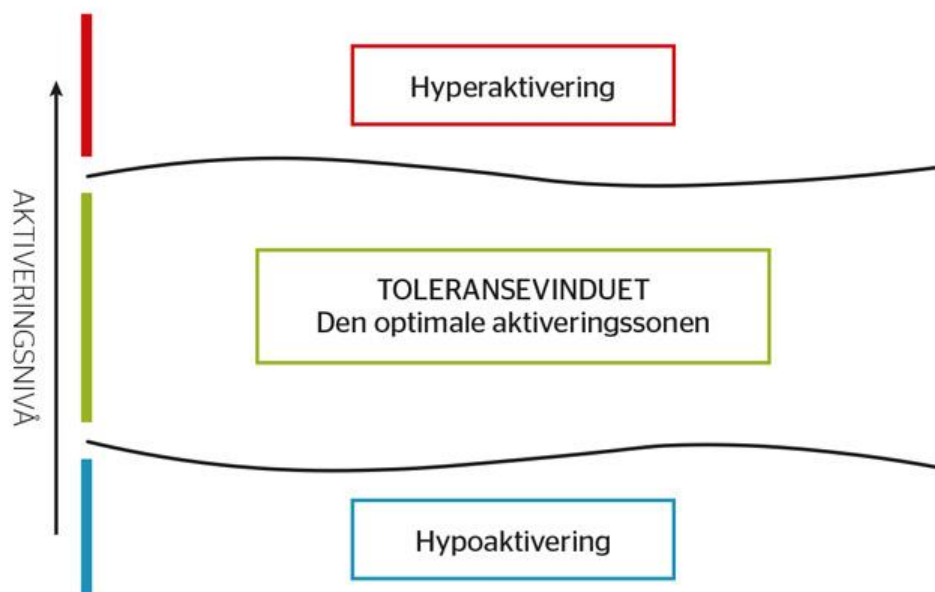 Hyperaktivering
AKTIVERINGSNIVÅ
TOLERANSEVINDUET
Den optimale aktiveringssonen
Hypoaktivering